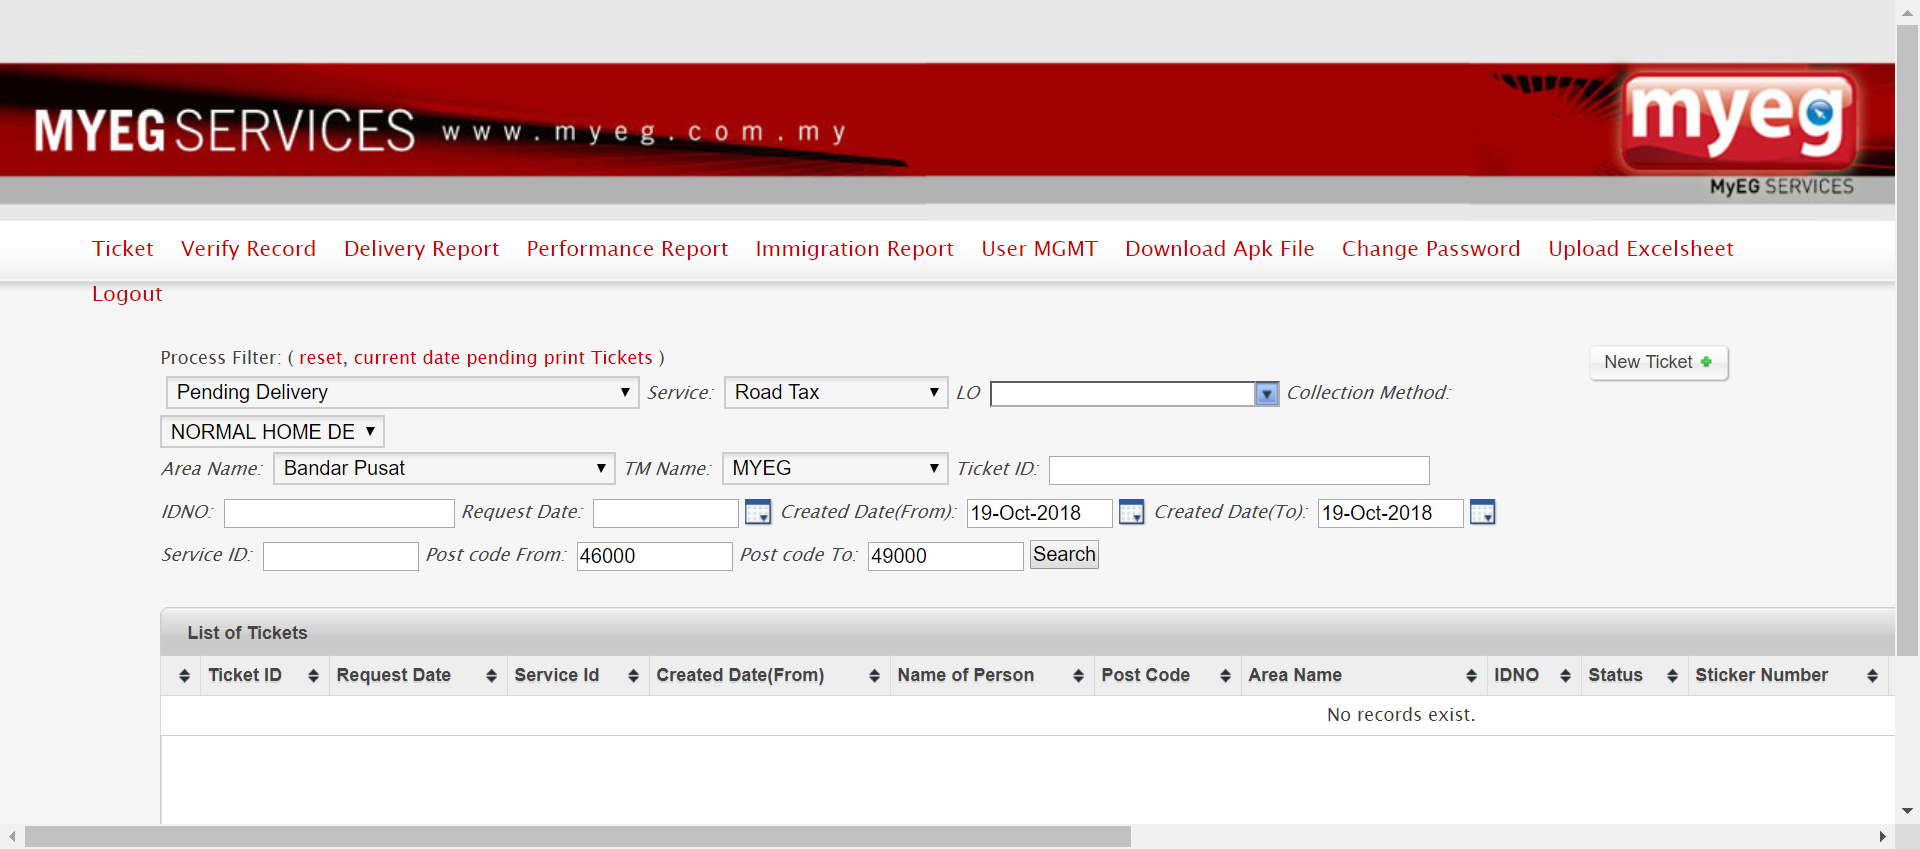 MYEG SERVICES www.myeg.com.my
myeg
MyEG SERVICES
Ticket Verify Record Delivery Report Performance Report Immigration Report User MGMT Download Apk File Change Password Upload Excelsheet
Logout
Process Filter: ( reset, current date pending print Tickets )
New Ticket
Pending Delivery Service: Road Tax LO Collection Method:
NORMAL HOME DE
Area Name: Bandar Pusat TM Name: MYEG Ticket ID:
IDNO: Request Date: Created Date(From): 19-Oct-2018 Created Date(To): 19-Oct-2018
Service ID: Post code From: 46000 Post code To: 49000 Search
List of Tickets
Ticket ID Request Date Service Id Created Date(From) Name of Person Post Code Area Name IDNO Status Sticker Number
No records exist.